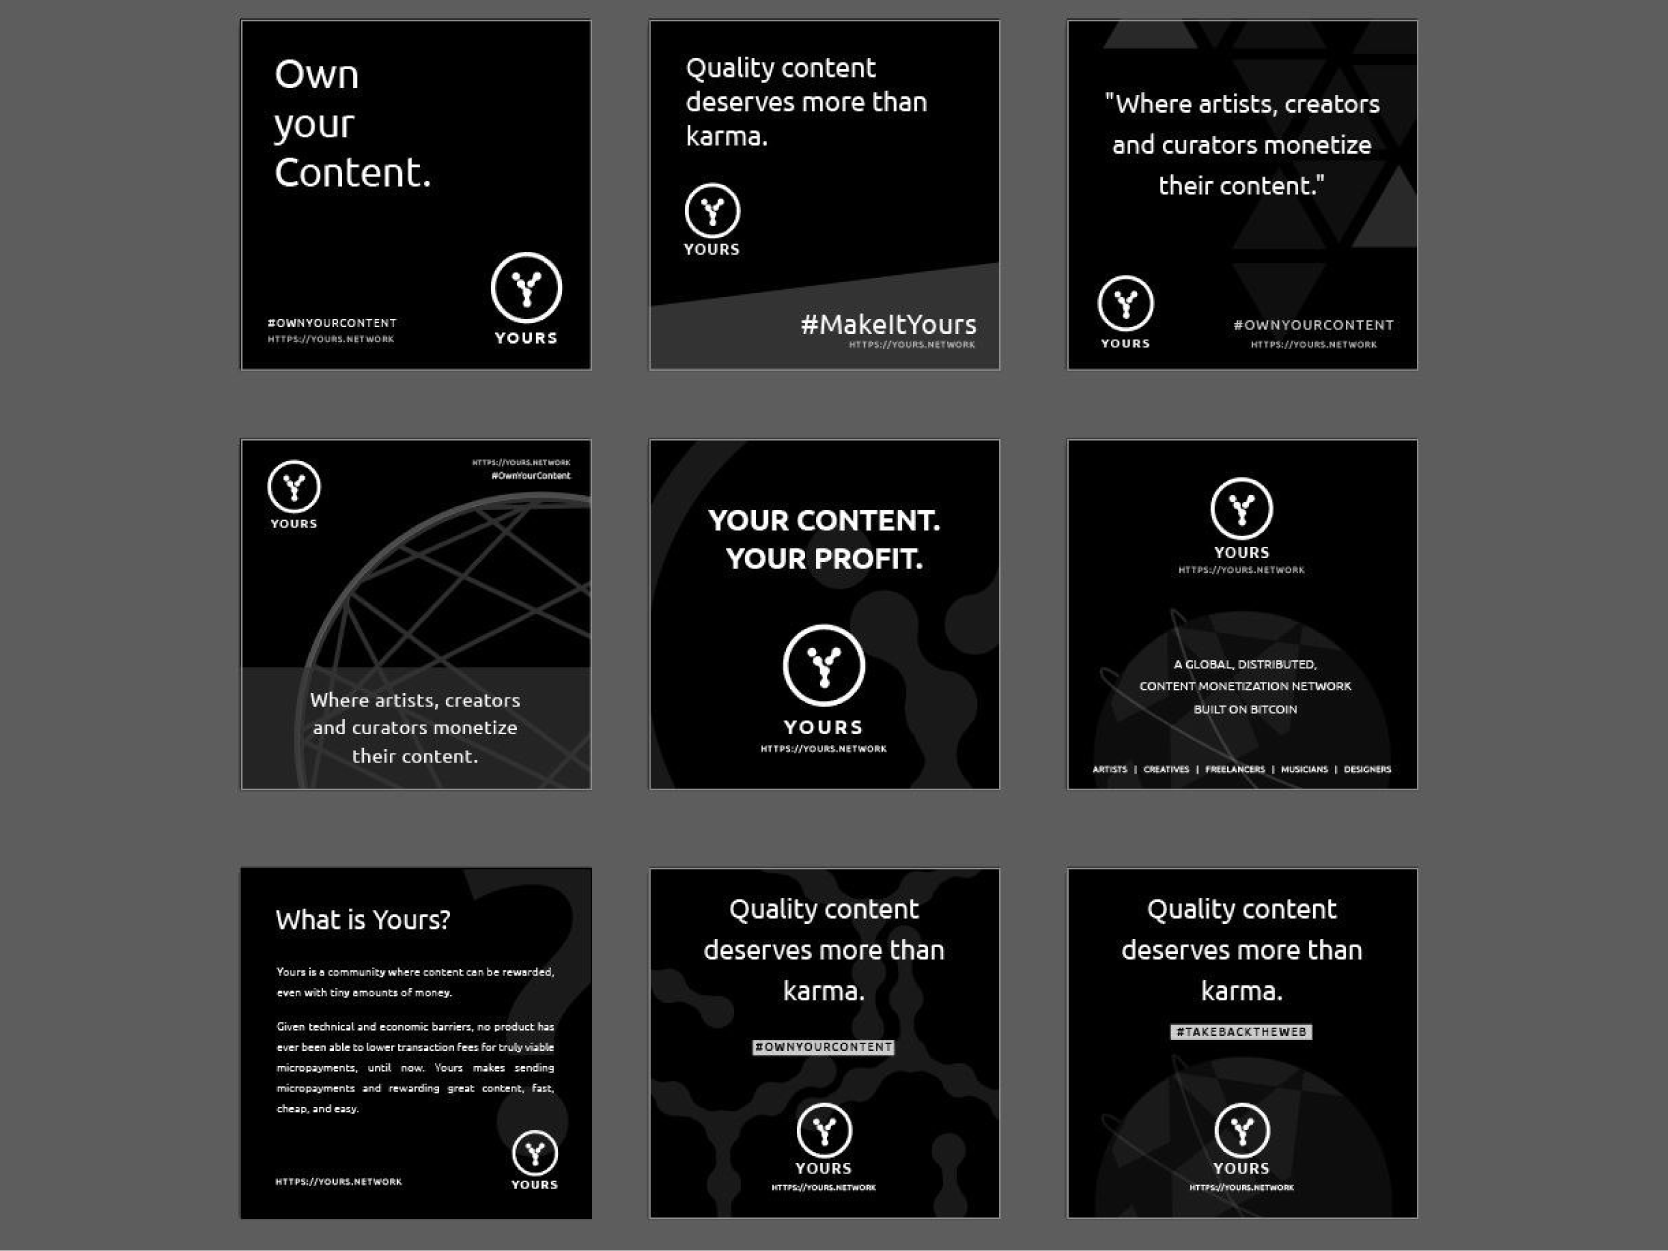 Own
your
Content.
#OWNYOURCONTENT
HTTPS://YOURS.NETWORK
YOURS
Quality content
deserves more than
karma.
YOURS
#MakeItYours
HTTPS://YOURS.NETWORK
"Where artists, creators
and curators monetize
their content."
YOURS
#OWNYOURCONTENT
HTTPS://YOURS.NETWORK
YOURS
HTTPS://YOURS.NETWORK
#OwnYourContent
Where artists, creators
and curators monetize
their content.
YOUR CONTENT.
YOUR PROFIT.
YOURS
HTTPS://YOURS.NETWORK
YOURS
HTTPS://YOURS.NETWORK
A GLOBAL, DISTRIBUTED,
CONTENT MONETIZATION NETWORK
BUILT ON BITCOIN
ARTISTS | CREATIVES | FREELANCERS | MUSICIANS | DESIGNERS
What is Yours?
Yours is a community where content can be rewarded,
even with tiny amounts of money.
Given technical and economic barriers, no product has
ever been able to lower transaction fees for truly viable
micropayments, until now. Yours makes sending
micropayments and rewarding great content, fast,
cheap, and easy.
HTTPS://YOURS.NETWORK
YOURS
Quality content
deserves more than
karma.
#OWNYOURCONTENT
YOURS
HTTPS://YOURS.NETWORK
Quality content
deserves more than
karma.
#TAKEBACKTHEWEB
YOURS
HTTPS://YOURS.NETWORK